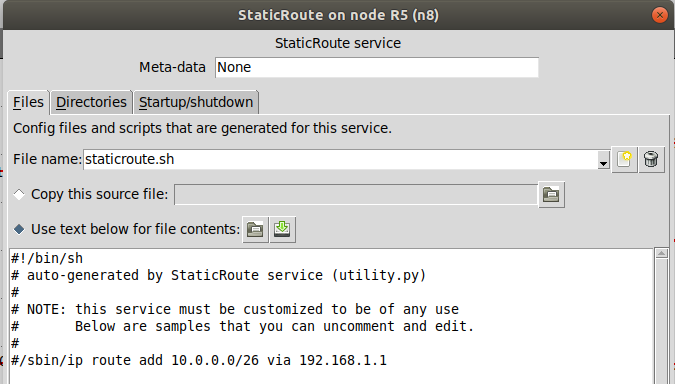 StaticRoute on node R5 (n8)
StaticRoute service
Meta-data None
Files Directories Startup/shutdown
Config files and scripts that are generated for this service.
File name: staticroute.sh
Copy this source file:
Use text below for file contents:
#!/bin/sh
# auto-generated by StaticRoute service (utility.py)
#
# NOTE: this service must be customized to be of any use
#       Below are samples that you can uncomment and edit.
#
#/sbin/ip route add 10.0.0.0/26 via 192.168.1.1